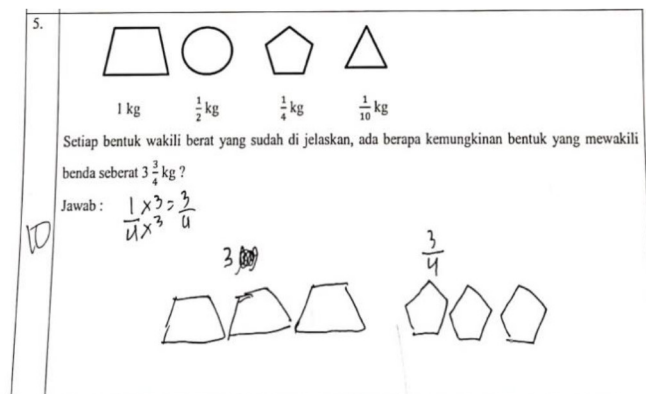 5.
1 kg 1/2 kg 1/4 kg 1/10 kg
Setiap bentuk wakili berat yang sudah di jelaskan, ada berapa kemungkinan bentuk yang mewakili
benda seberat 3 3/4 kg ?
Jawab : 1/4 × 3/× 3 = 3/4
10
3 3/4